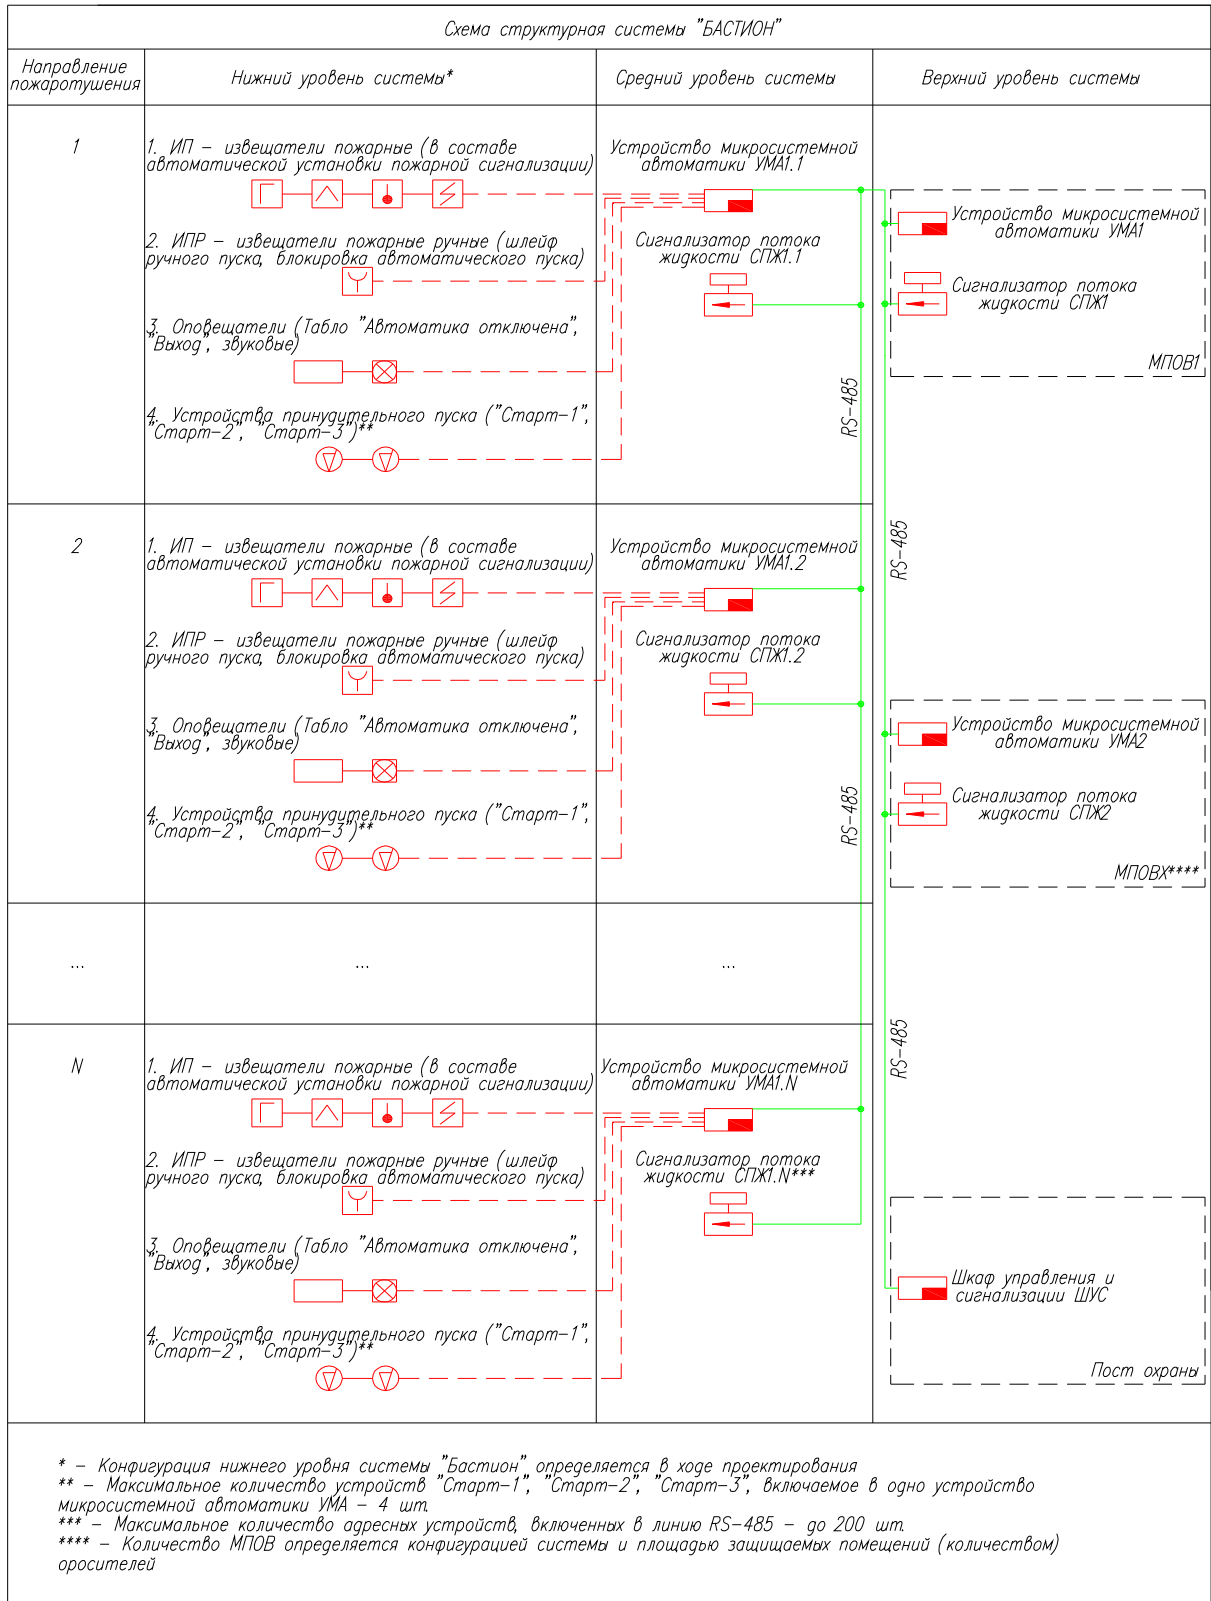 Схема структурная системы "БАСТИОН"
Направление
пожаротушения
Нижний уровень системы*
Средний уровень системы
Верхний уровень системы
1
1. ИП – извещатели пожарные (в составе
автоматической установки пожарной сигнализации)
2. ИПР – извещатели пожарные ручные (шлейф
ручного пуска, блокировка автоматического пуска)
3. Оповещатели (Табло "Автоматика отключена",
"Выход", звуковые)
4. Устройства принудительного пуска ("Старт-1",
"Старт-2", "Старт-3")**
Устройство микросистемной
автоматики УМА1.1
Сигнализатор потока
жидкости СПЖ1.1
RS-485
Устройство микросистемной
автоматики УМА1
Сигнализатор потока
жидкости СПЖ1
МПОВ1
RS-485
2
1. ИП – извещатели пожарные (в составе
автоматической установки пожарной сигнализации)
2. ИПР – извещатели пожарные ручные (шлейф
ручного пуска, блокировка автоматического пуска)
3. Оповещатели (Табло "Автоматика отключена",
"Выход", звуковые)
4. Устройства принудительного пуска ("Старт-1",
"Старт-2", "Старт-3")**
Устройство микросистемной
автоматики УМА1.2
Сигнализатор потока
жидкости СПЖ1.2
RS-485
Устройство микросистемной
автоматики УМА2
Сигнализатор потока
жидкости СПЖ2
МПОВХ****
...
...
...
RS-485
N
1. ИП – извещатели пожарные (в составе
автоматической установки пожарной сигнализации)
2. ИПР – извещатели пожарные ручные (шлейф
ручного пуска, блокировка автоматического пуска)
3. Оповещатели (Табло "Автоматика отключена",
"Выход", звуковые)
4. Устройства принудительного пуска ("Старт-1",
"Старт-2", "Старт-3")**
Устройство микросистемной
автоматики УМА1.N
Сигнализатор потока
жидкости СПЖ1.N***
Шкаф управления и
сигнализации ШУС
Пост охраны
* – Конфигурация нижнего уровня системы "Бастион" определяется в ходе проектирования
** – Максимальное количество устройств "Старт-1", "Старт-2", "Старт-3", включаемое в одно устройство
микросистемной автоматики УМА – 4 шт.
*** – Максимальное количество адресных устройств, включенных в линию RS-485 – до 200 шт.
**** – Количество МПОВ определяется конфигурацией системы и площадью защищаемых помещений (количеством)
оросителей